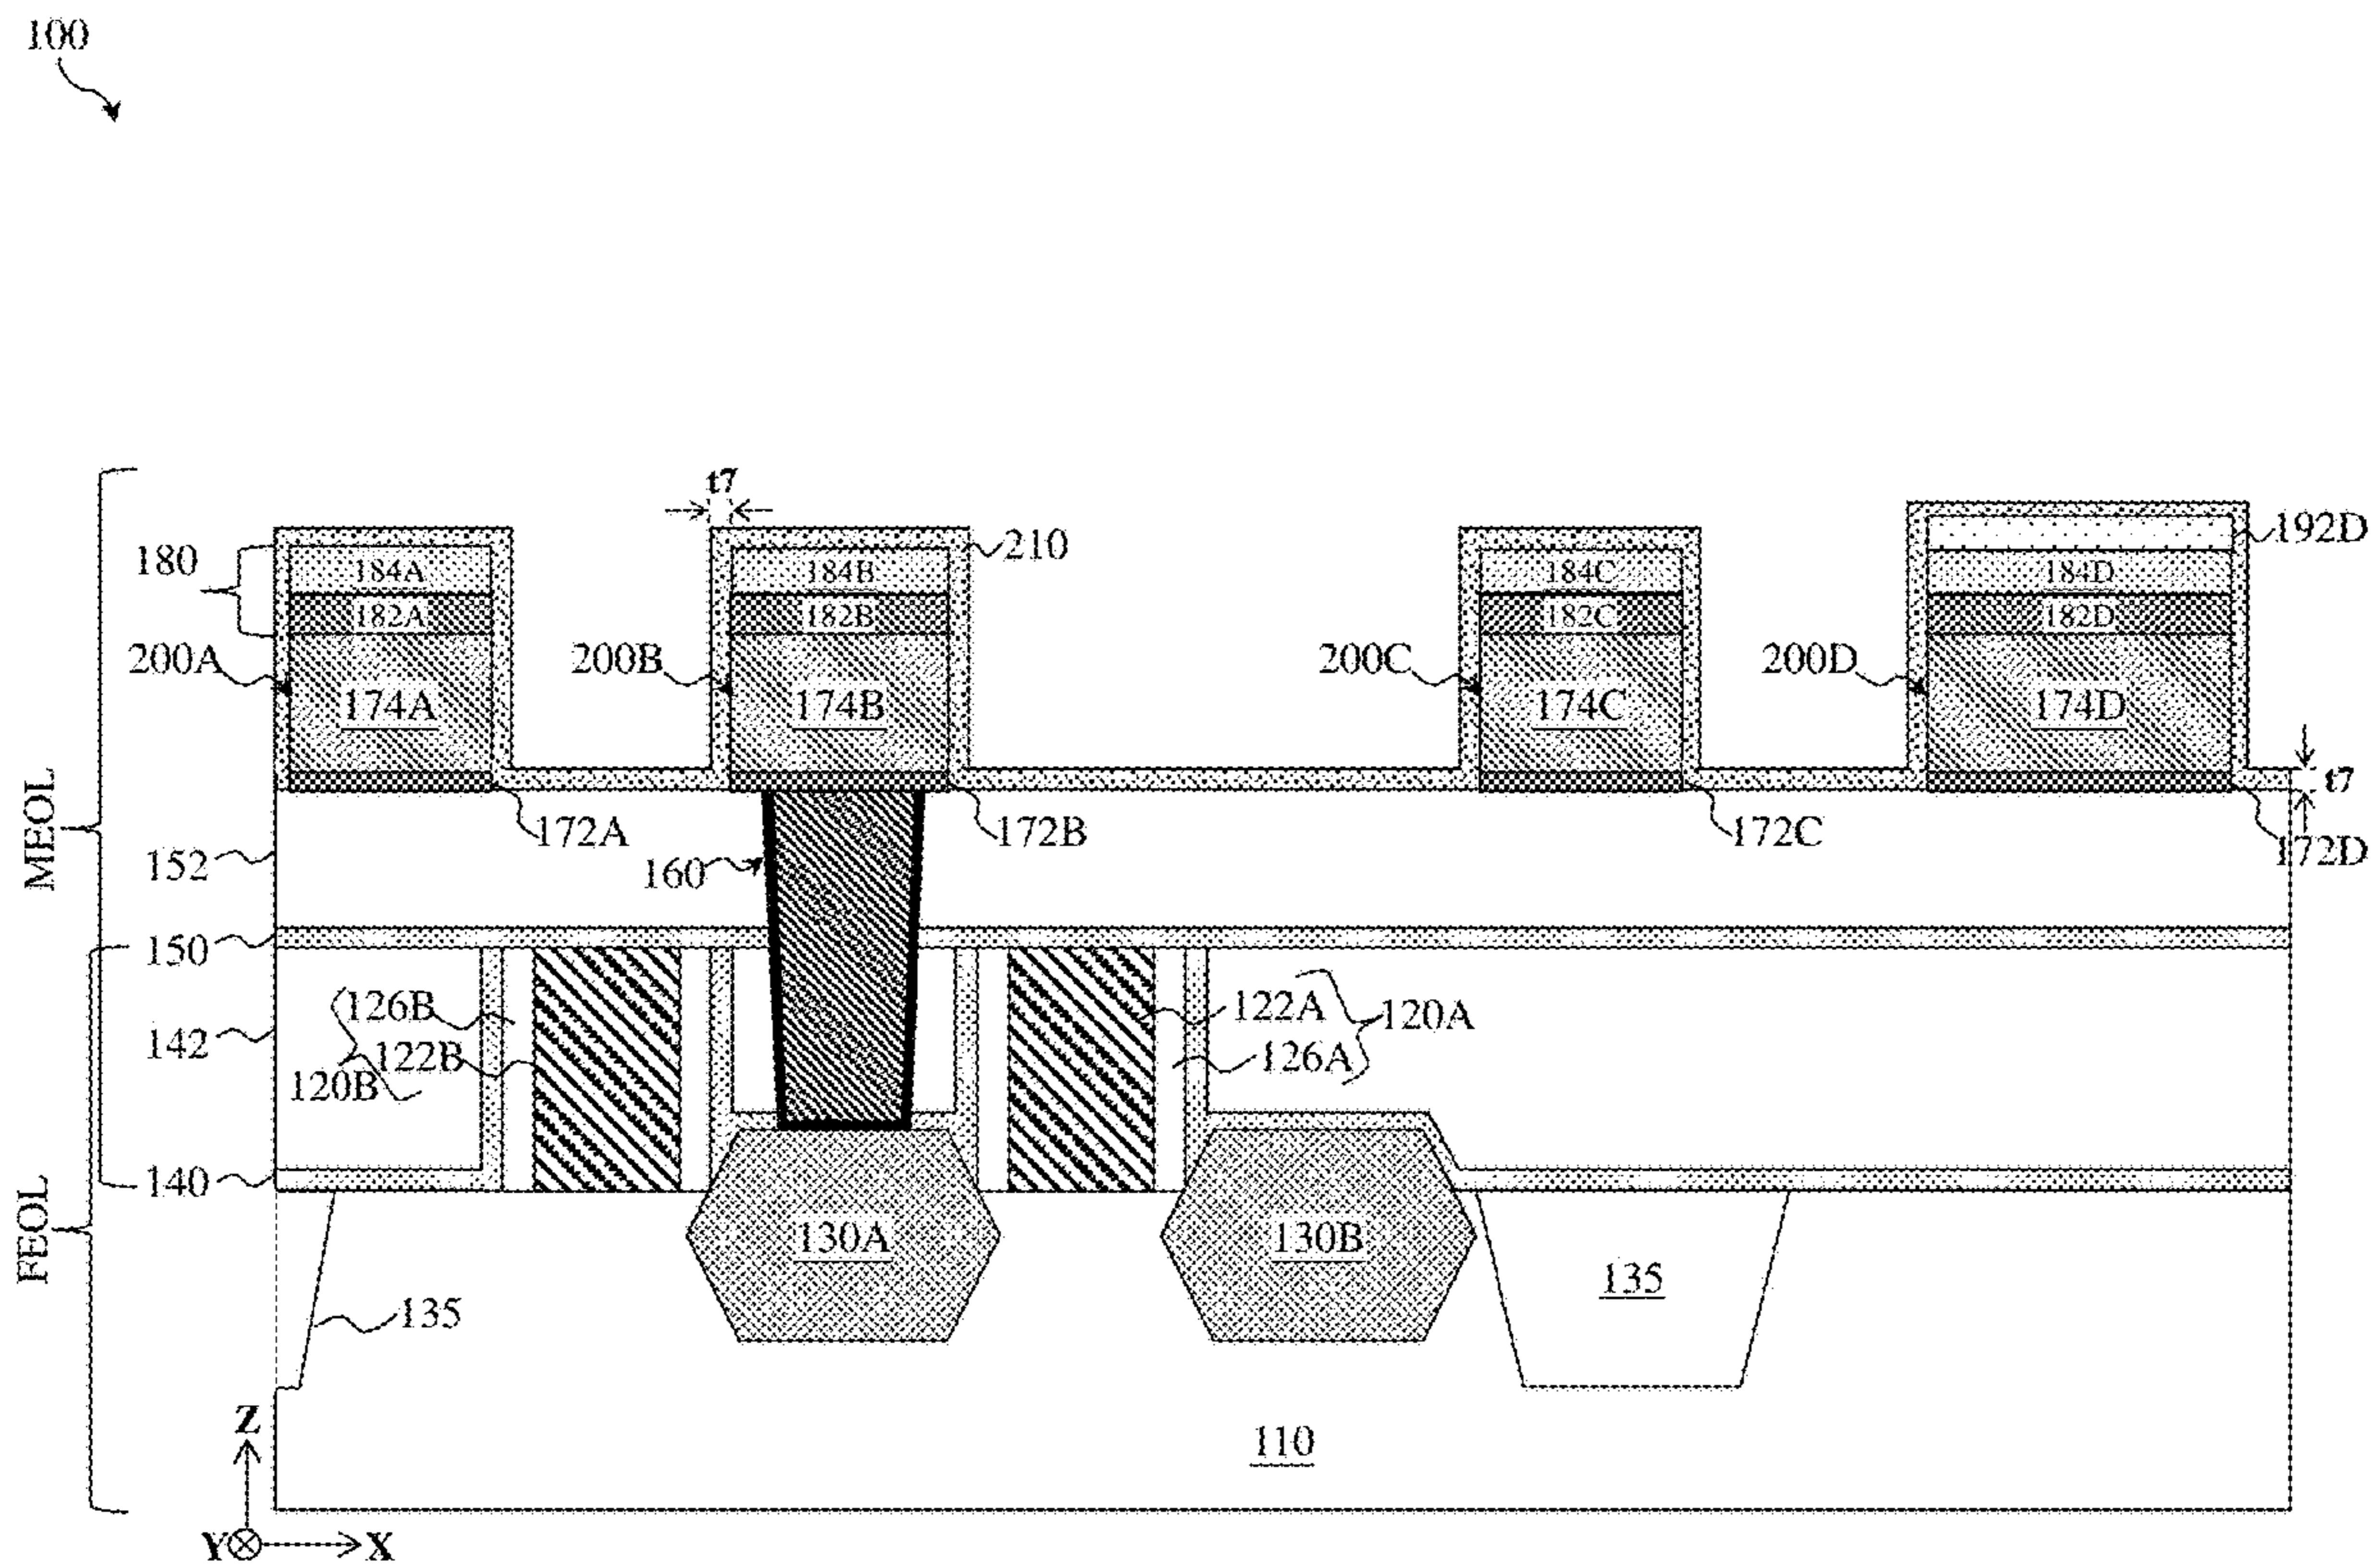 100
t7
180
184A
184B
210
184C
184D
192D
182A
182B
182C
182D
200A
200B
200C
200D
174A
174B
174C
174D
t7
MEOL
172A
172B
172C
172D
152
160
150
126B
122A
120A
142
122B
126A
120B
140
FEOL
130A
130B
135
135
Z
110
Y
X